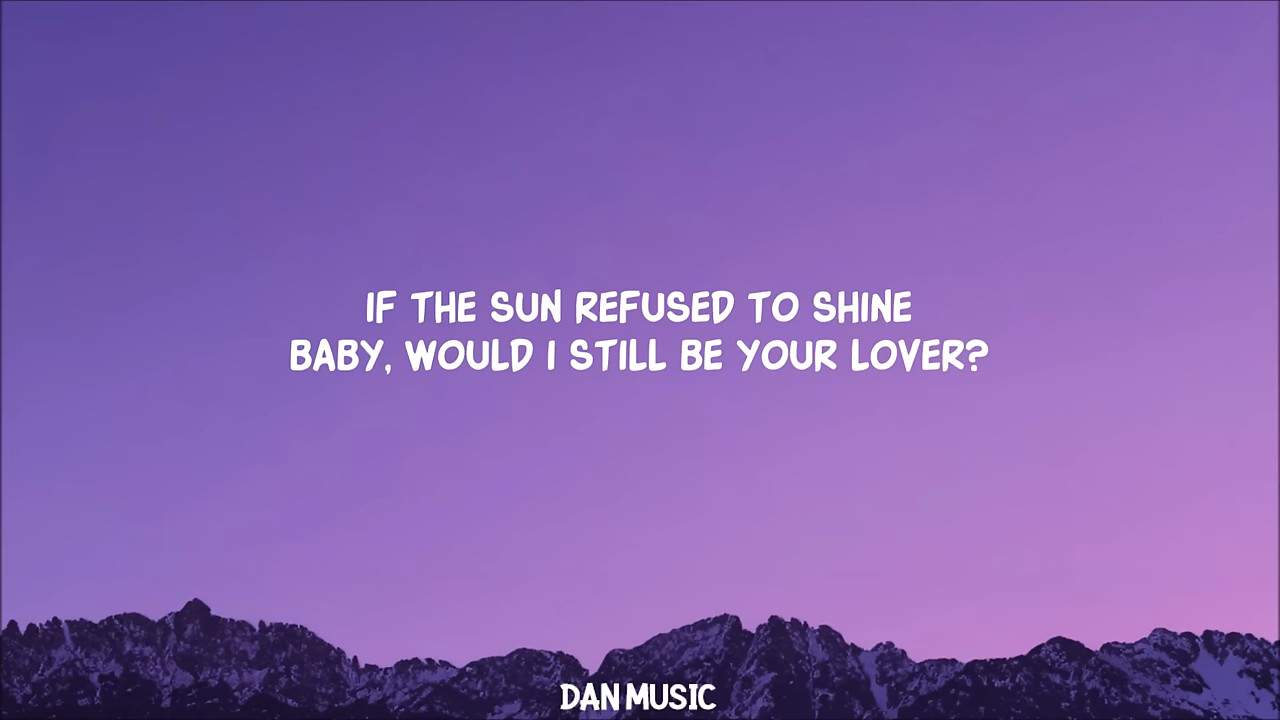 IF THE SUN REFUSED TO SHINE
BABY, WOULD I STILL BE YOUR LOVER?
DAN MUSIC